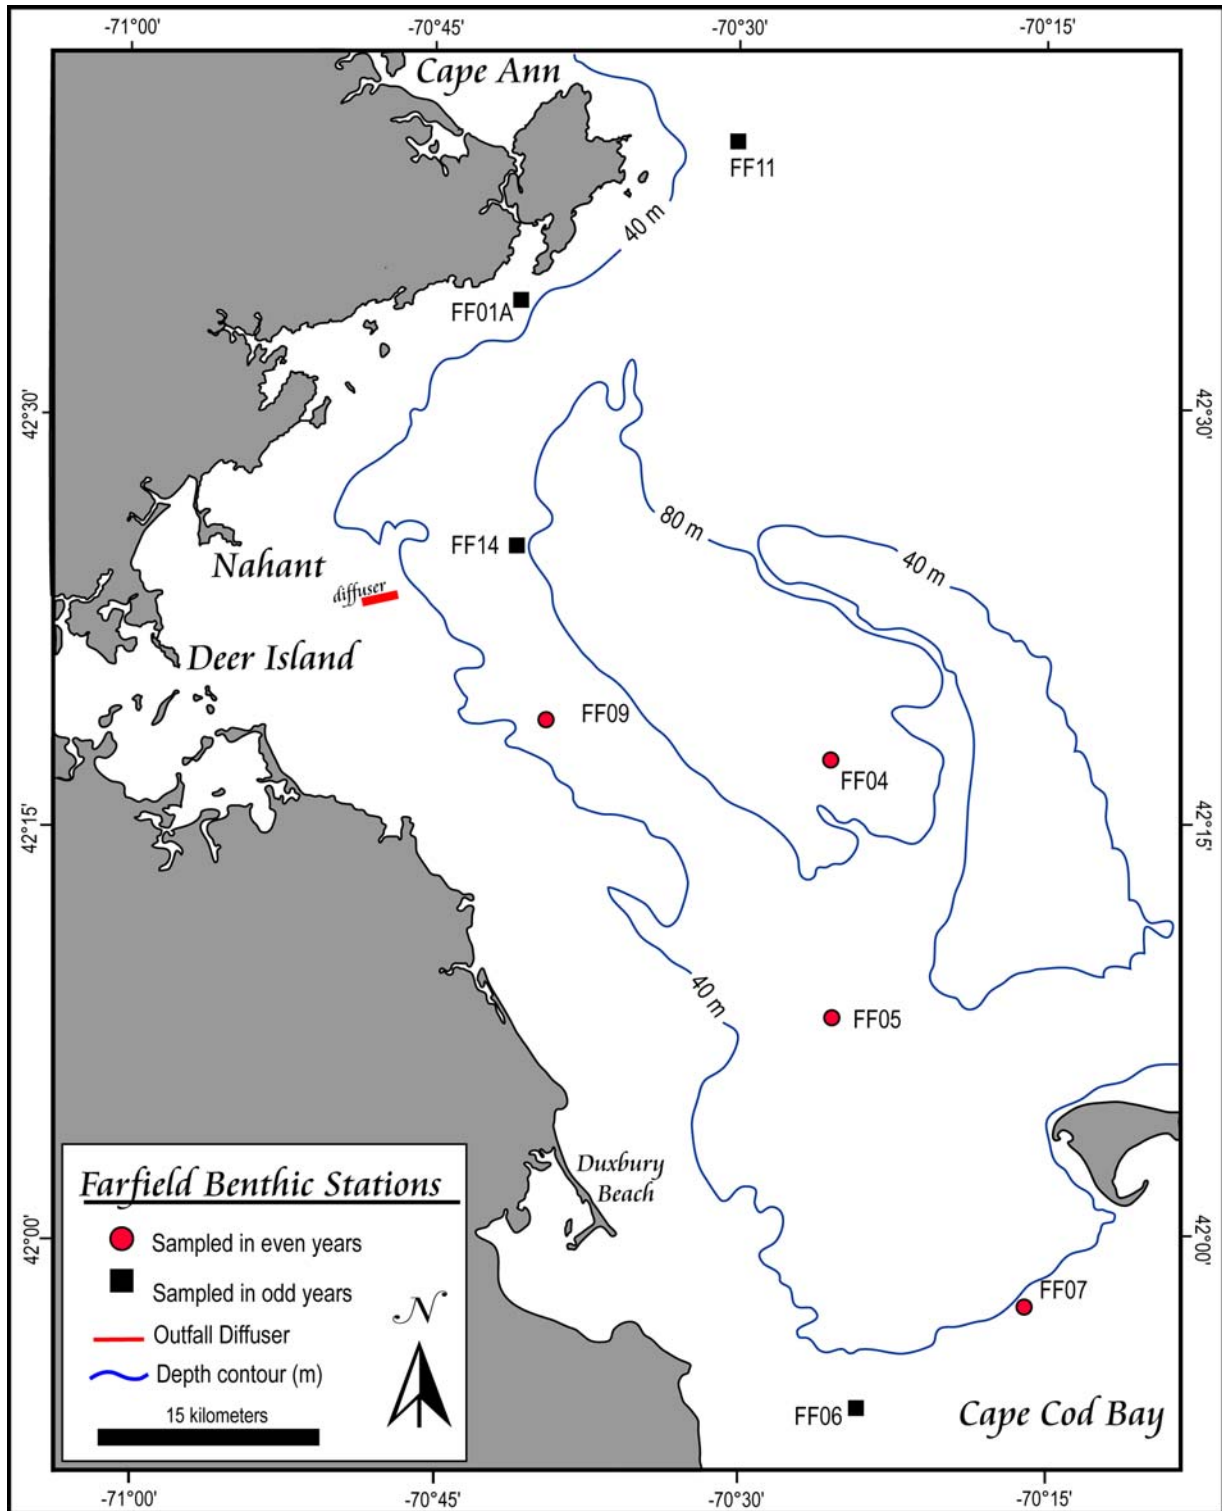 -71°00'
-70°45'
-70°30'
-70°15'
Cape Ann
FF11
40 m
FF01A
42°30'
42°30'
80 m
FF14
40 m
Nahant
diffuser
Deer Island
FF09
FF04
42°15'
42°15'
40 m
FF05
Duxbury
Beach
Farfield Benthic Stations
Sampled in even years
Sampled in odd years
Outfall Diffuser
Depth contour (m)
15 kilometers
N
42°00'
42°00'
FF07
FF06
Cape Cod Bay
-71°00'
-70°45'
-70°30'
-70°15'